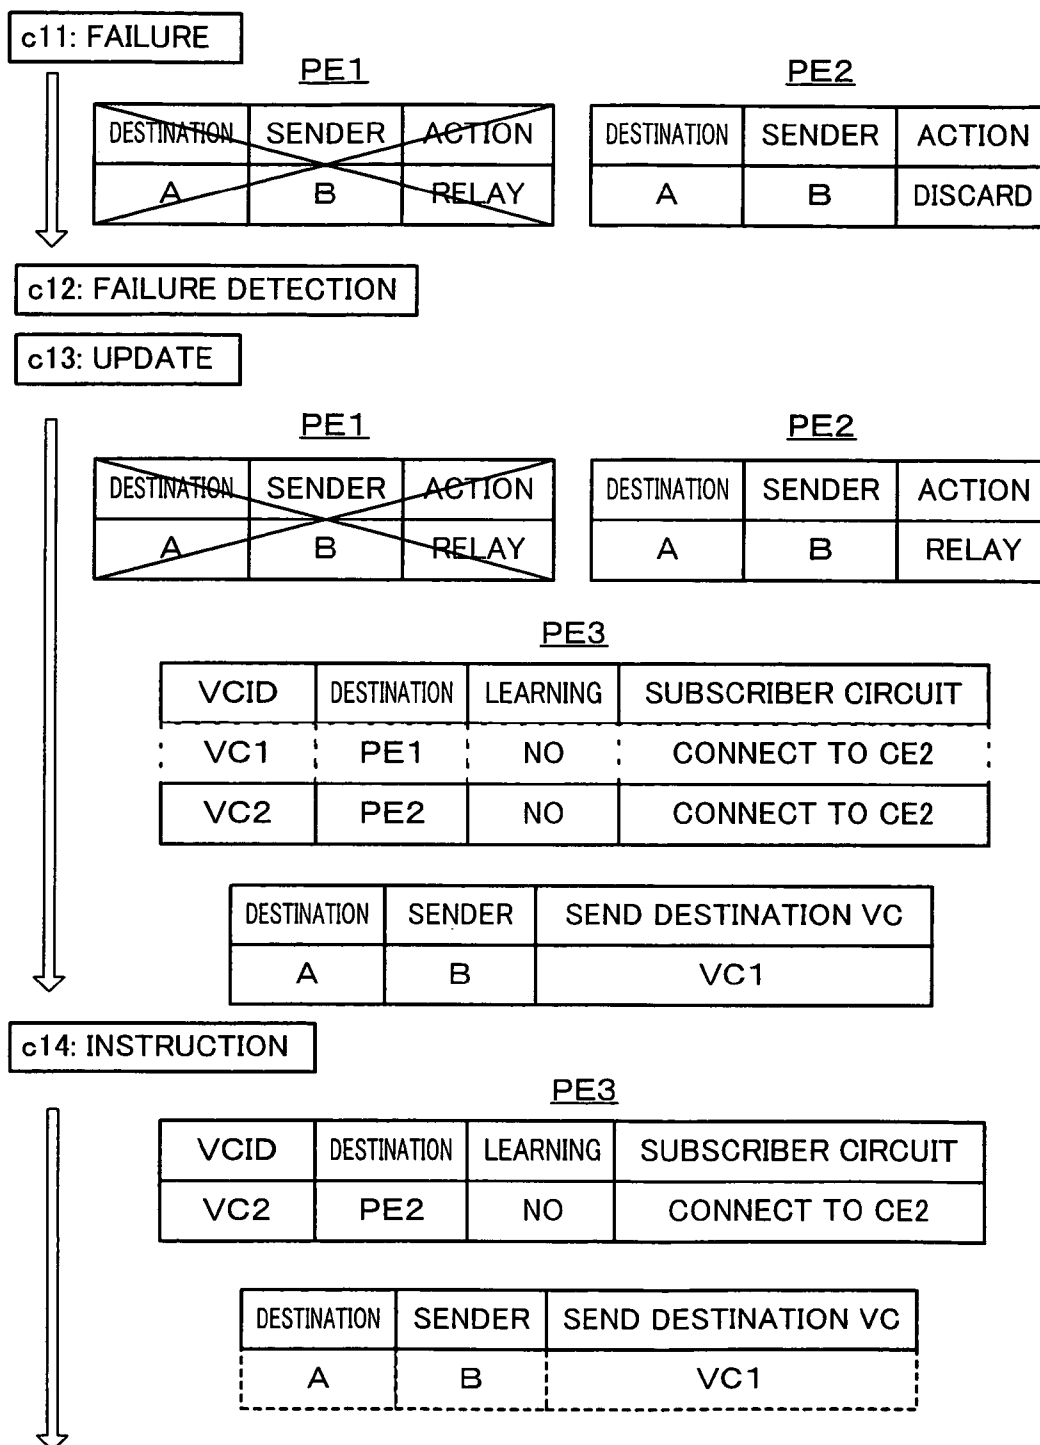 c11: FAILURE
PE1 PE2
DESTINATION SENDER ACTION DESTINATION SENDER ACTION
A B RELAY A B DISCARD
c12: FAILURE DETECTION
c13: UPDATE
PE1 PE2
DESTINATION SENDER ACTION DESTINATION SENDER ACTION
A B RELAY A B RELAY
PE3
VCID DESTINATION LEARNING SUBSCRIBER CIRCUIT
VC1 PE1 NO CONNECT TO CE2
VC2 PE2 NO CONNECT TO CE2
DESTINATION SENDER SEND DESTINATION VC
A B VC1
c14: INSTRUCTION
PE3
VCID DESTINATION LEARNING SUBSCRIBER CIRCUIT
VC2 PE2 NO CONNECT TO CE2
DESTINATION SENDER SEND DESTINATION VC
A B VC1